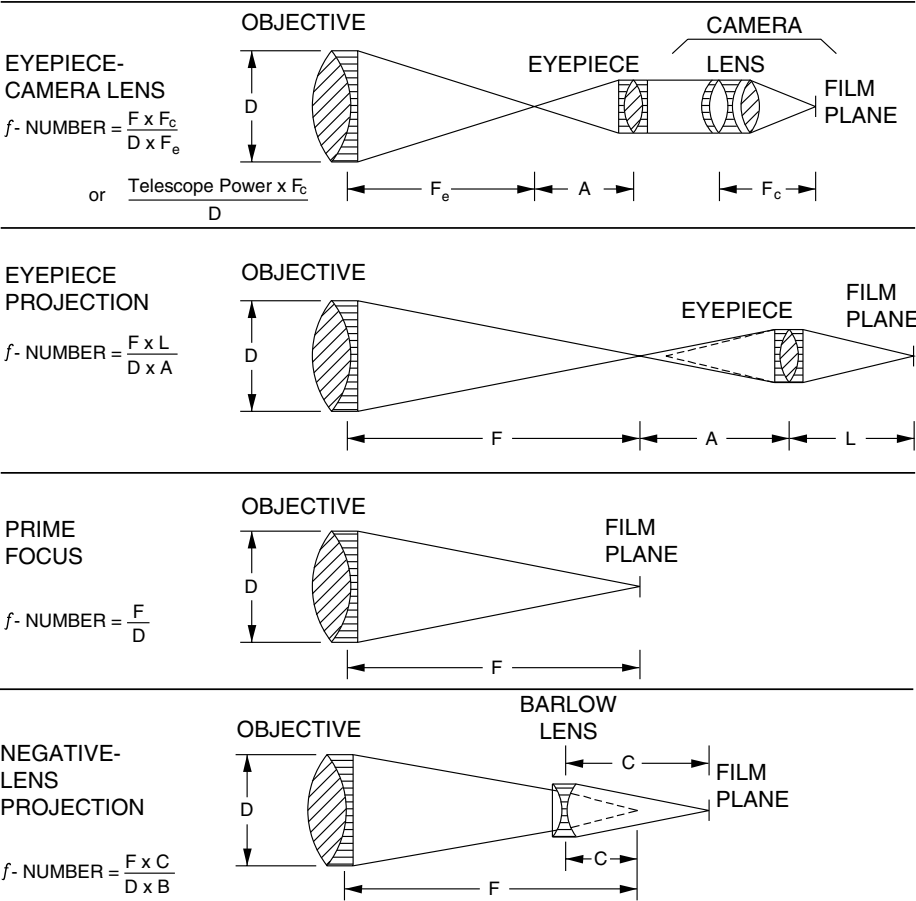 OBJECTIVE
CAMERA
EYEPIECE-
CAMERA LENS
EYEPIECE
LENS
FILM
PLANE
D
f- NUMBER = F x Fc
D x Fe
or Telescope Power x Fc
D
Fe
A
Fc
EYEPIECE
PROJECTION
OBJECTIVE
EYEPIECE
FILM
PLANE
D
f- NUMBER = F x L
D x A
F
A
L
PRIME
FOCUS
OBJECTIVE
FILM
PLANE
D
f- NUMBER = F
D
F
NEGATIVE-
LENS
PROJECTION
OBJECTIVE
BARLOW
LENS
C
FILM
PLANE
D
C
f- NUMBER = F x C
D x B
F